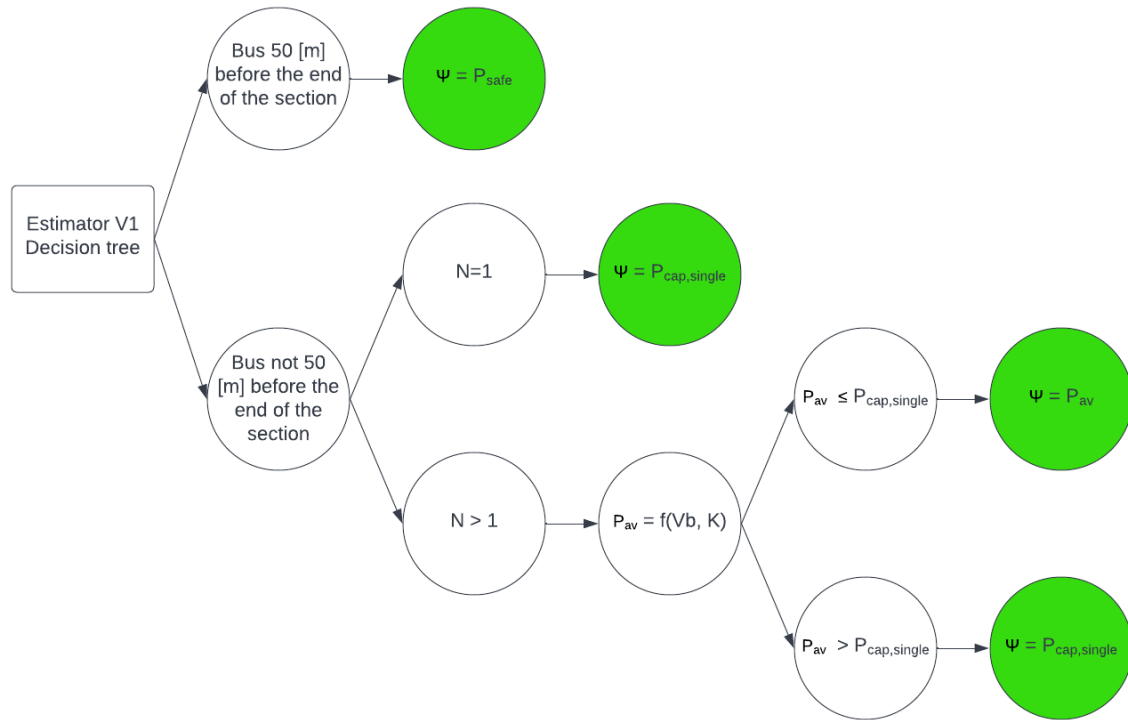 Bus 50 [m]
before the end
of the section
Ψ = Psafe
Estimator V1
Decision tree
N=1
Ψ = Pcap,single
Bus not 50
[m] before the
end of the
section
Pav ≤ Pcap,single
Ψ = Pav
N > 1
Pav = f(Vb, K)
Pav > Pcap,single
Ψ = Pcap,single